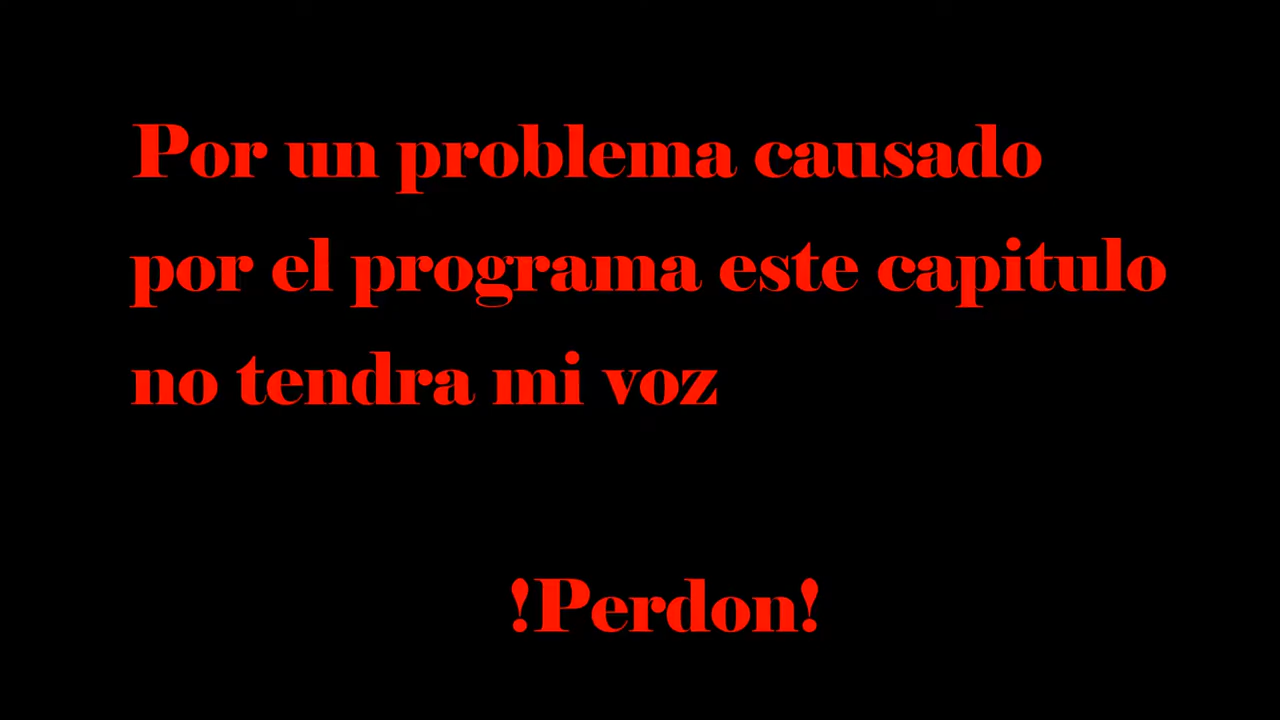 Por un problema causado
por el programa este capitulo
no tendra mi voz
!Perdon!